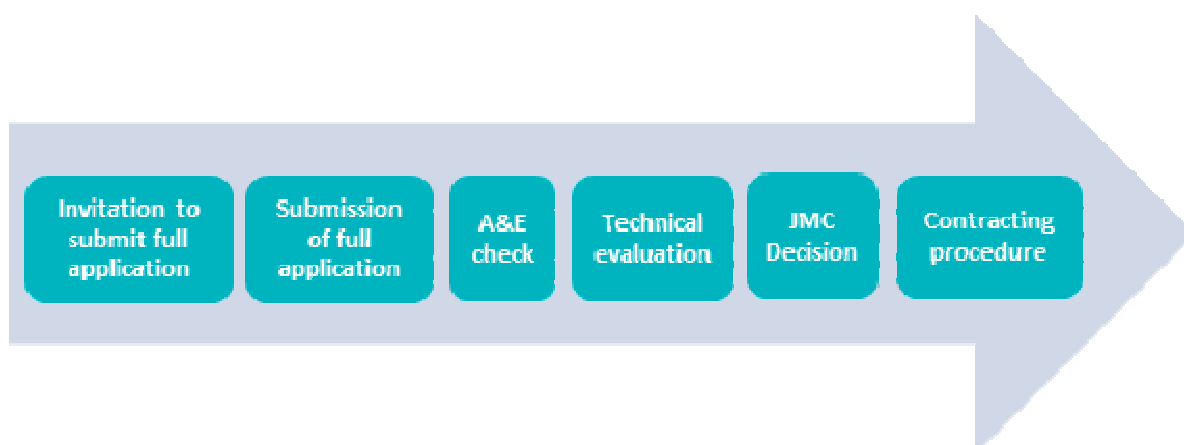 Invitation to
submit full
application
Submission
of full
application
A&E
check
Technical
evaluation
JMC
Decision
Contracting
procedure